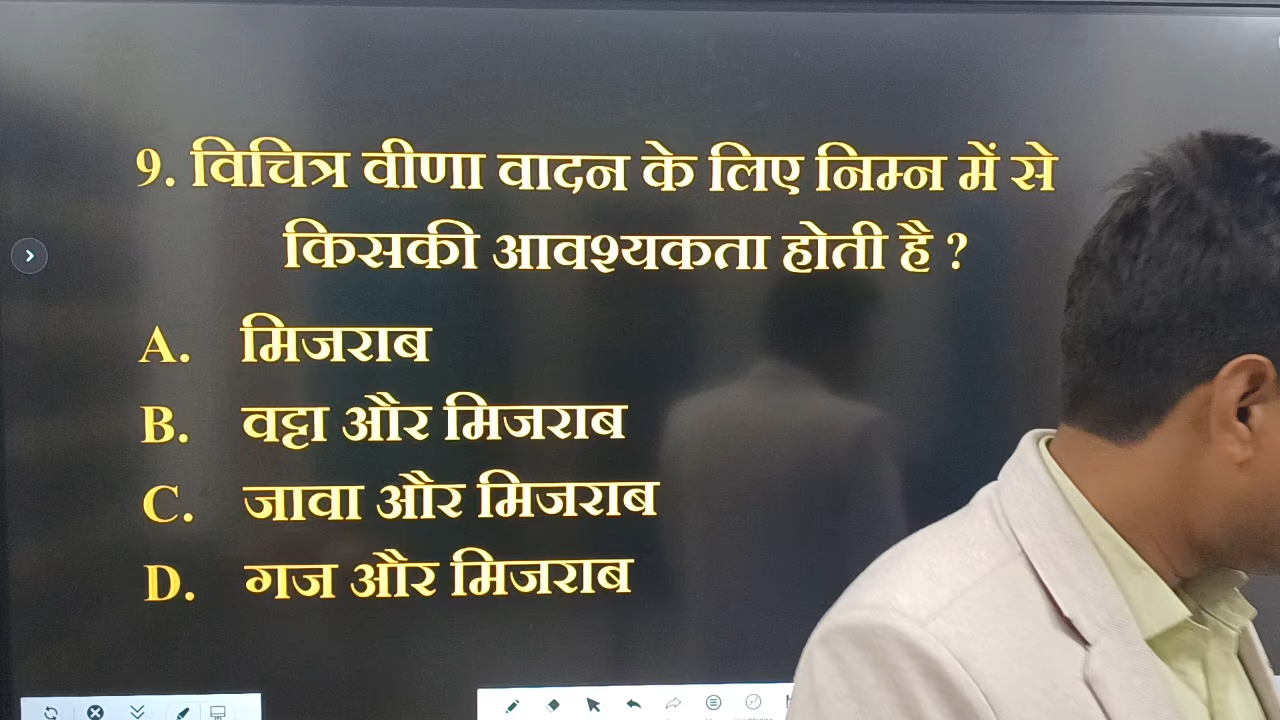 9. विचित्र वीणा वादन के लिए निम्न में से
किसकी आवश्यकता होती है ?
A. मिजराब
B. वट्टा और मिजराब
C. जावा और मिजराब
D. गज और मिजराब